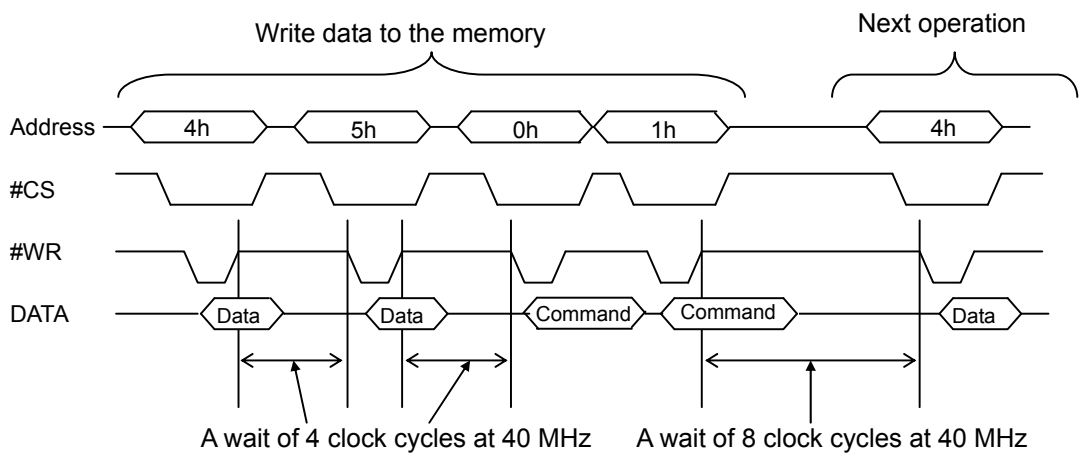 Write data to the memory
Next operation
Address
4h
5h
0h
1h
4h
#CS
#WR
DATA
Data
Data
Command
Command
Data
A wait of 4 clock cycles at 40 MHz
A wait of 8 clock cycles at 40 MHz